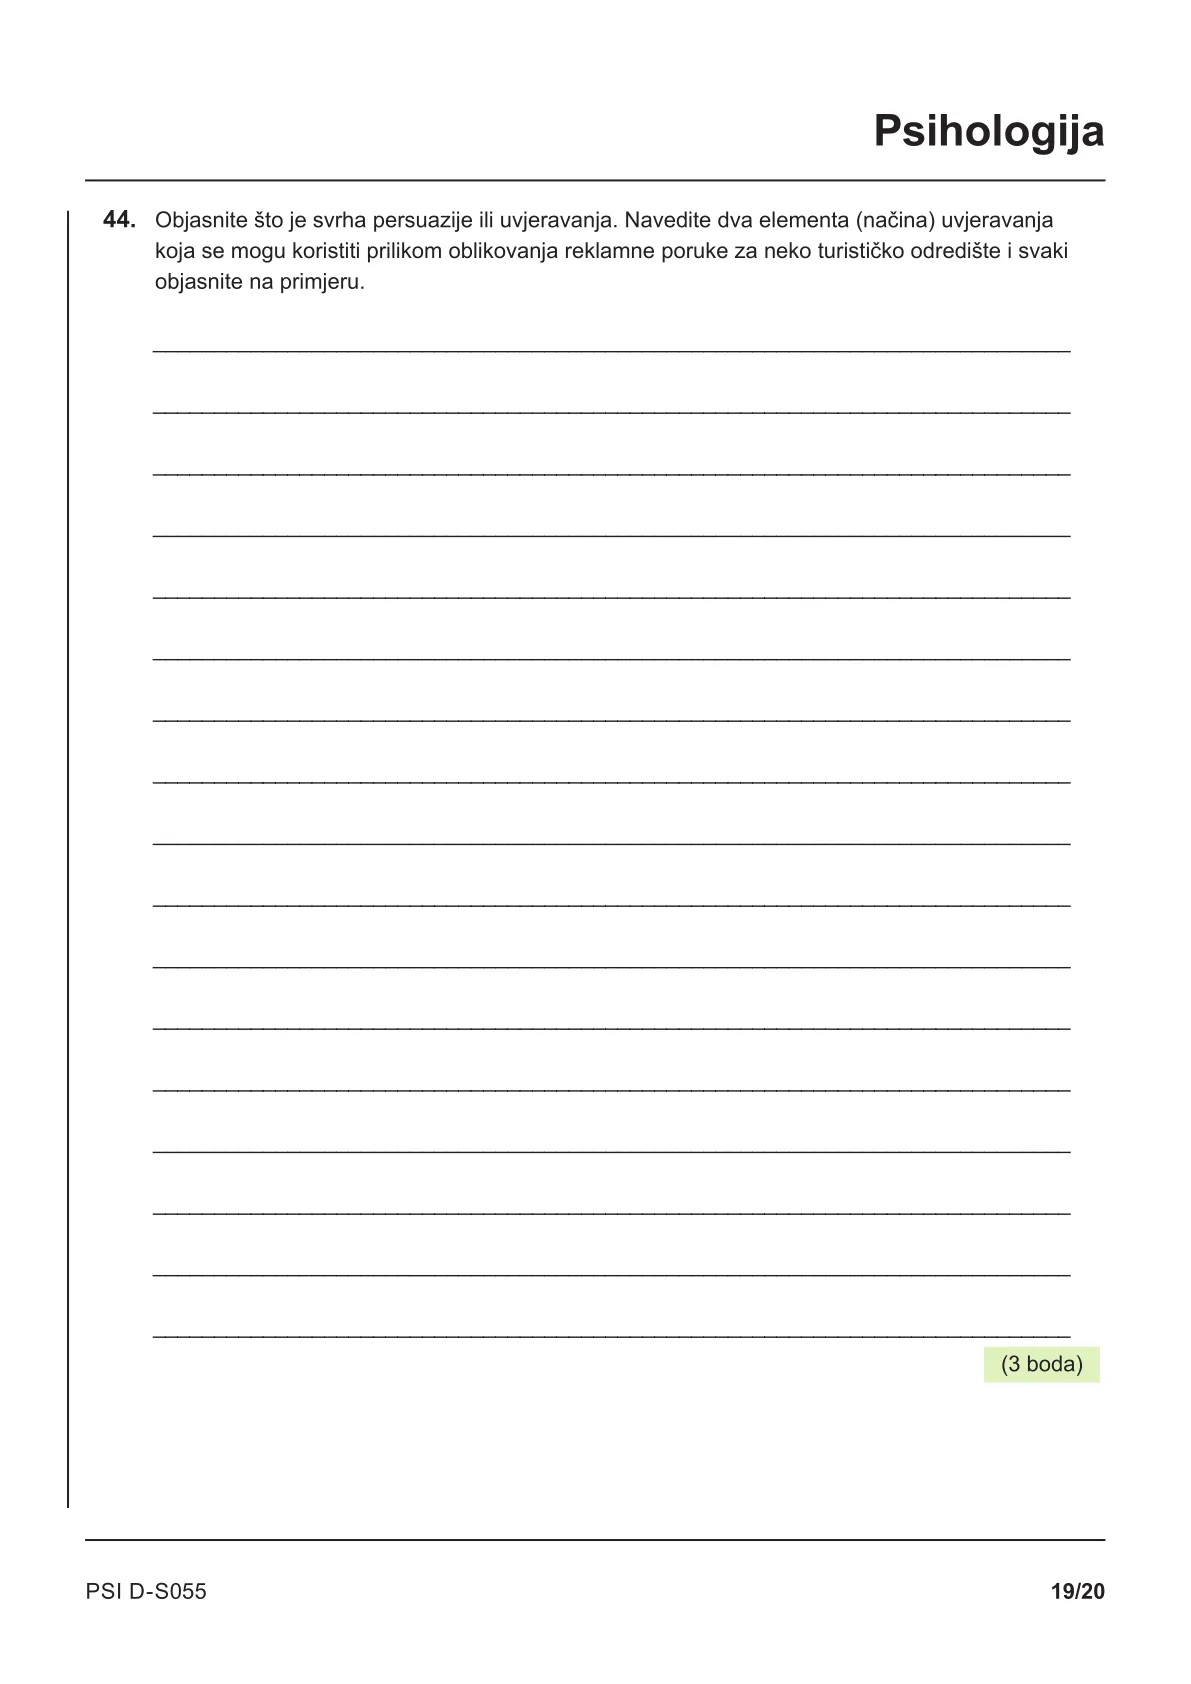 Psihologija
44. Objasnite što je svrha persuazije ili uvjeravanja. Navedite dva elementa (načina) uvjeravanja
koja se mogu koristiti prilikom oblikovanja reklamne poruke za neko turističko odredište i svaki
objasnite na primjeru.
(3 boda)
PSI D-S055
19/20